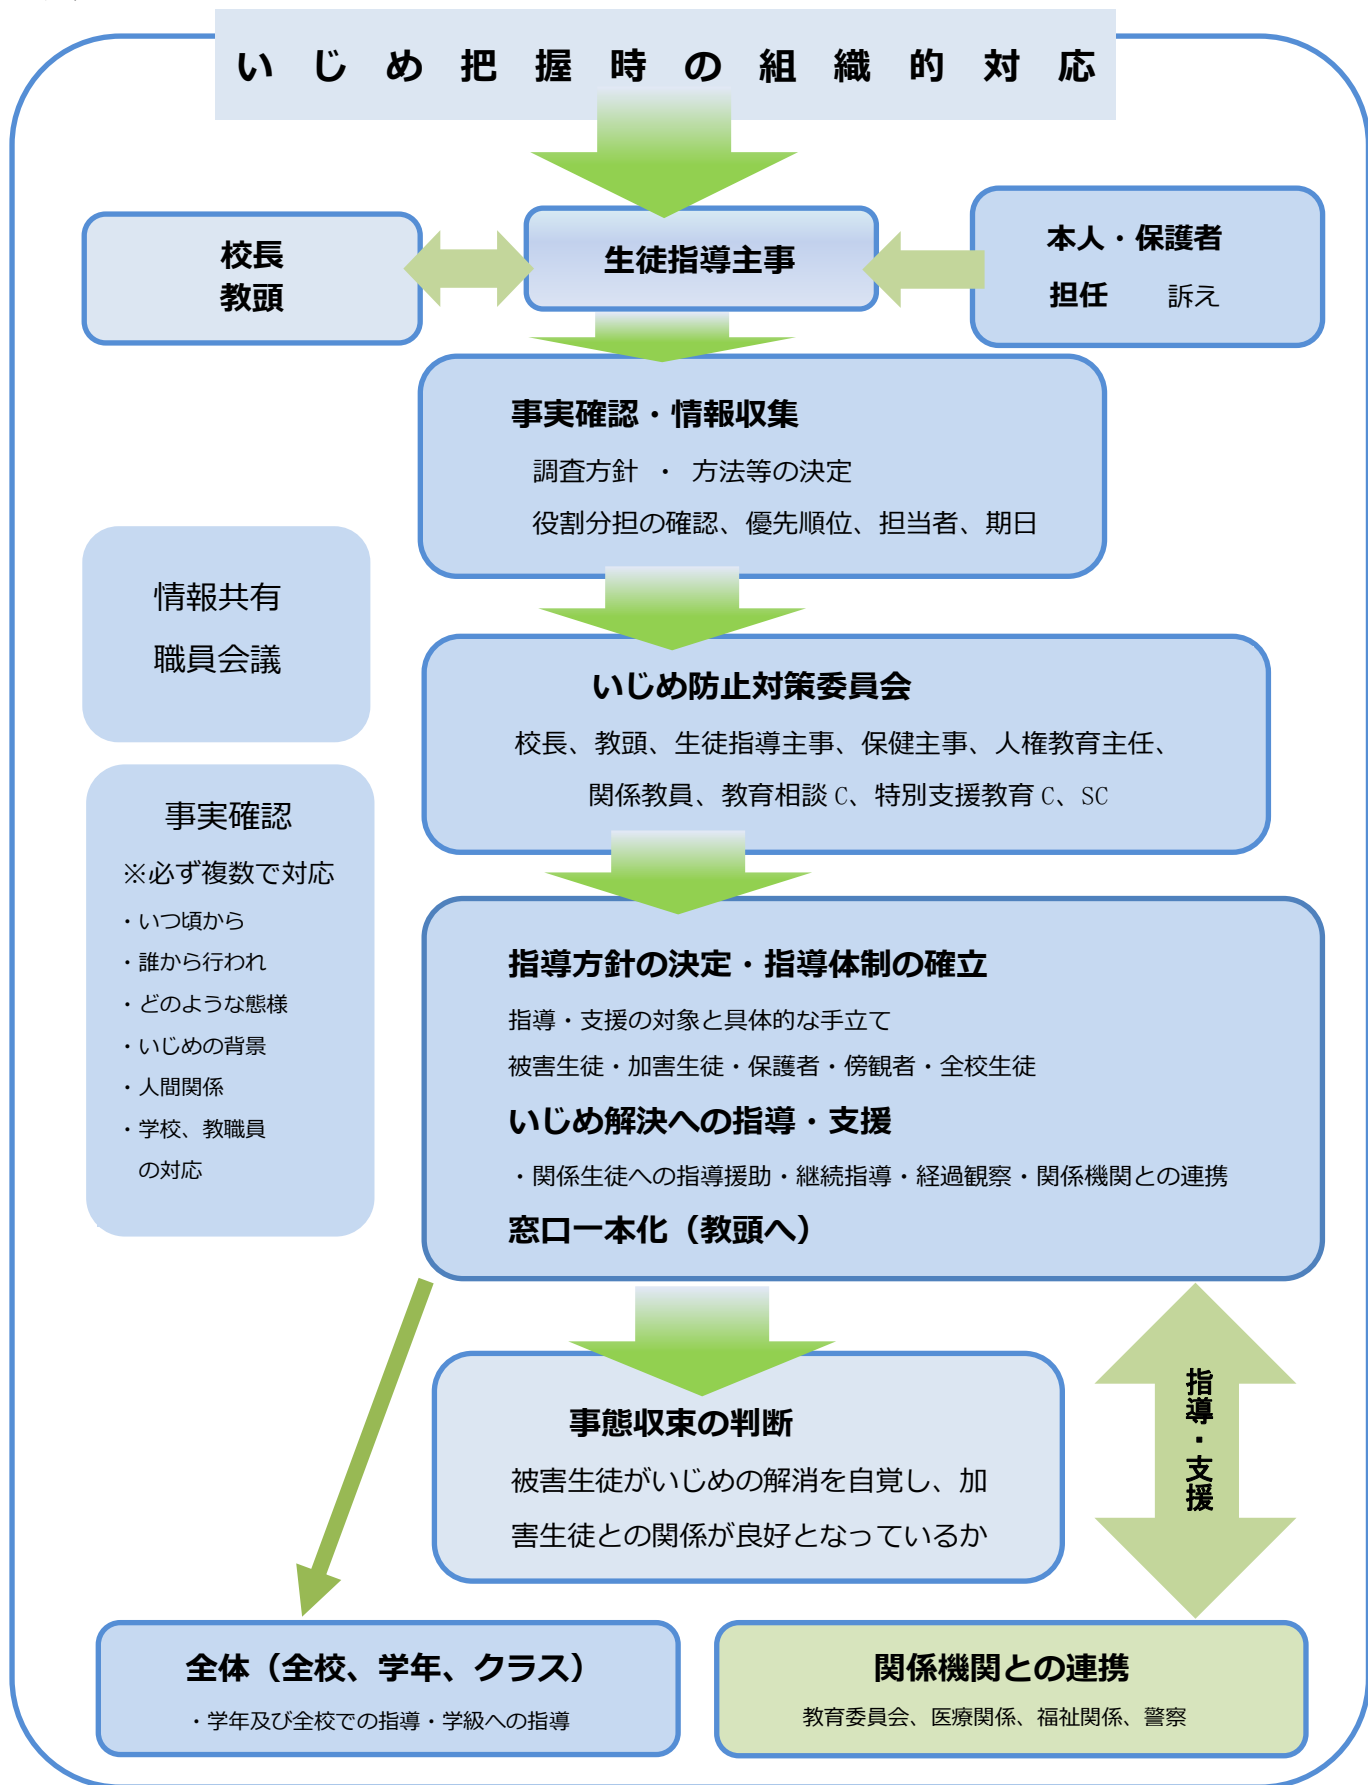 いじめ把握時の組織的対応
校長
教頭
生徒指導主事
本人・保護者
担任　　訴え
事実確認・情報収集
調査方針 ・ 方法等の決定
役割分担の確認、優先順位、担当者、期日
情報共有
職員会議
いじめ防止対策委員会
校長、教頭、生徒指導主事、保健主事、人権教育主任、
関係教員、教育相談 C、特別支援教育 C、SC
事実確認
※必ず複数で対応
・いつ頃から
・誰から行われ
・どのような態様
・いじめの背景
・人間関係
・学校、教職員
の対応
指導方針の決定・指導体制の確立
指導・支援の対象と具体的な手立て
被害生徒・加害生徒・保護者・傍観者・全校生徒
いじめ解決への指導・支援
・関係生徒への指導援助・継続指導・経過観察・関係機関との連携
窓口一本化（教頭へ）
事態収束の判断
被害生徒がいじめの解消を自覚し、加
害生徒との関係が良好となっているか
指導・支援
全体（全校、学年、クラス）
・学年及び全校での指導・学級への指導
関係機関との連携
教育委員会、医療関係、福祉関係、警察